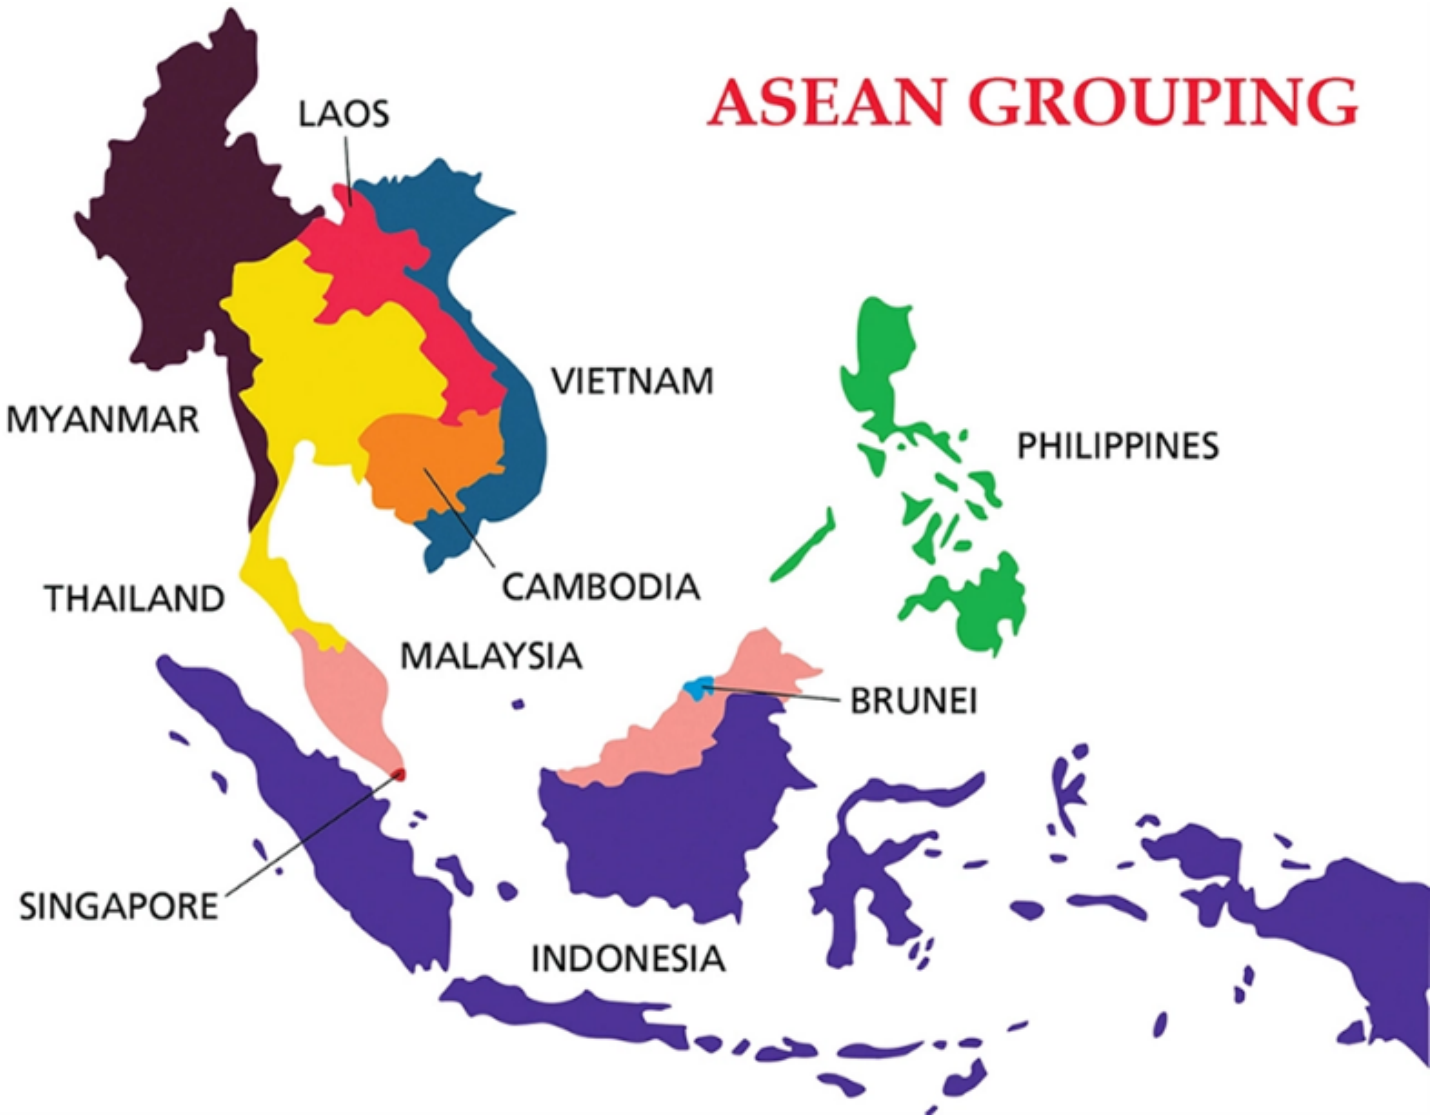 ASEAN GROUPING
LAOS
VIETNAM
MYANMAR
PHILIPPINES
CAMBODIA
THAILAND
MALAYSIA
BRUNEI
SINGAPORE
INDONESIA